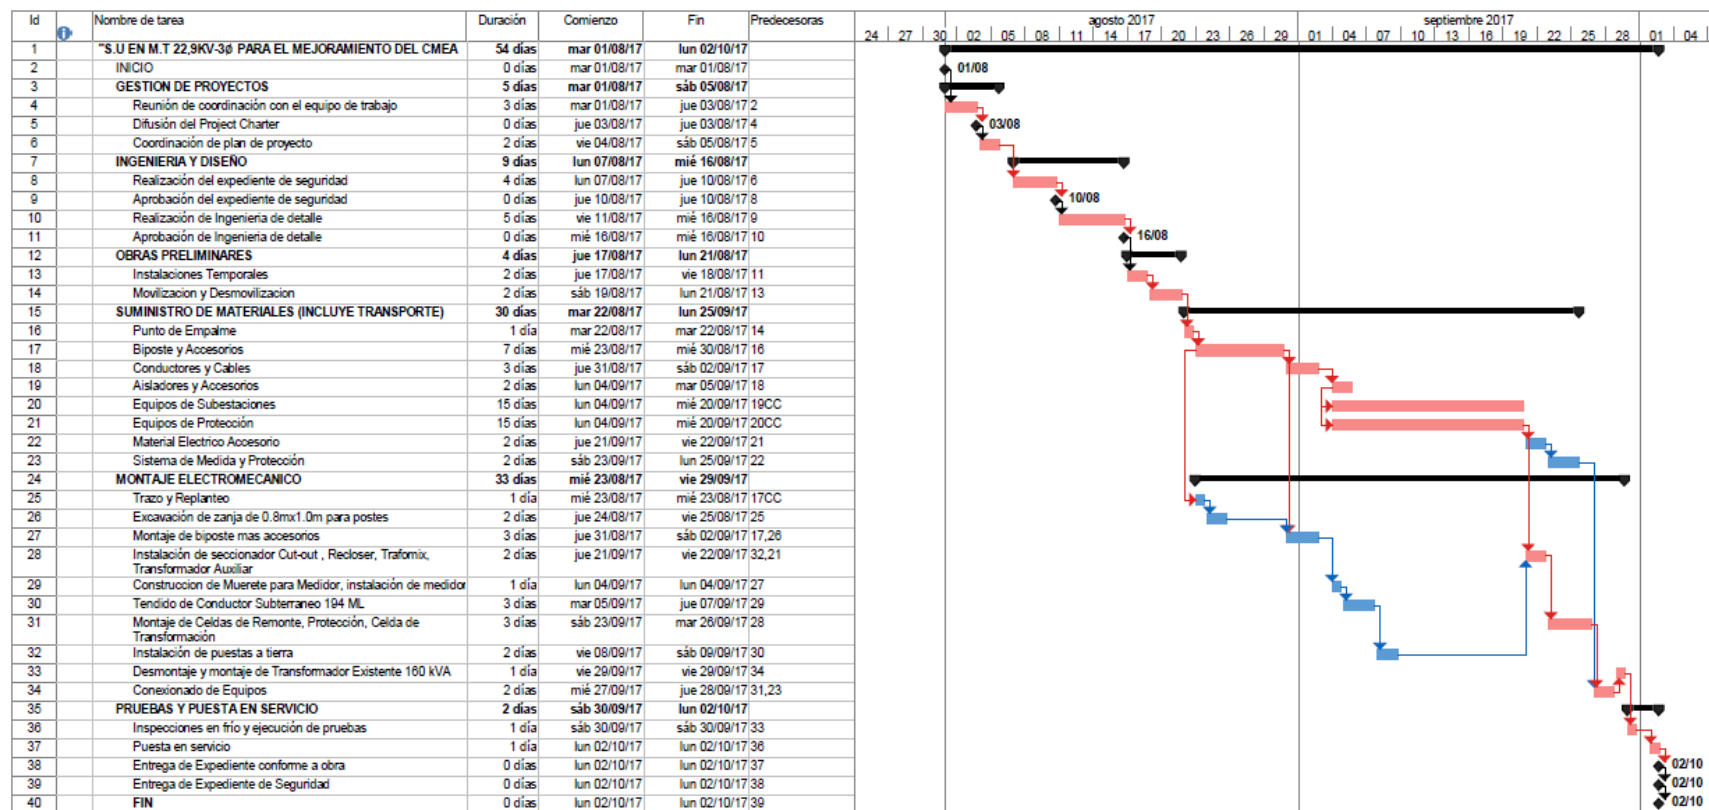 Id Nombre de tarea Duración Comienzo Fin Predecesoras agosto 2017 septiembre 2017
24 27 30 02 05 08 11 14 17 20 23 26 29 01 04 07 10 13 16 19 22 25 28 01 04
1 "S.U EN M.T 22,9KV-3ø PARA EL MEJORAMIENTO DEL CMEA 54 días mar 01/08/17 lun 02/10/17
2 INICIO 0 días mar 01/08/17 mar 01/08/17 01/08
3 GESTION DE PROYECTOS 5 días mar 01/08/17 sáb 05/08/17
4 Reunión de coordinación con el equipo de trabajo 3 días mar 01/08/17 jue 03/08/17 2
5 Difusión del Project Charter 0 días jue 03/08/17 jue 03/08/17 4 03/08
6 Coordinación de plan de proyecto 2 días vie 04/08/17 sáb 05/08/17 5
7 INGENIERIA Y DISEÑO 9 días lun 07/08/17 mié 16/08/17
8 Realización del expediente de seguridad 4 días lun 07/08/17 jue 10/08/17 6
9 Aprobación del expediente de seguridad 0 días jue 10/08/17 jue 10/08/17 8 10/08
10 Realización de Ingenieria de detalle 5 días vie 11/08/17 mié 16/08/17 9
11 Aprobación de Ingenieria de detalle 0 días mié 16/08/17 mié 16/08/17 10 16/08
12 OBRAS PRELIMINARES 4 días jue 17/08/17 lun 21/08/17
13 Instalaciones Temporales 2 días jue 17/08/17 vie 18/08/17 11
14 Movilizacion y Desmovilizacion 2 días sáb 19/08/17 lun 21/08/17 13
15 SUMINISTRO DE MATERIALES (INCLUYE TRANSPORTE) 30 días mar 22/08/17 lun 25/09/17
16 Punto de Empalme 1 día mar 22/08/17 mar 22/08/17 14
17 Biposte y Accesorios 7 días mié 23/08/17 mié 30/08/17 16
18 Conductores y Cables 3 días jue 31/08/17 sáb 02/09/17 17
19 Aisladores y Accesorios 2 días lun 04/09/17 mar 05/09/17 18
20 Equipos de Subestaciones 15 días lun 04/09/17 mié 20/09/17 19CC
21 Equipos de Protección 15 días lun 04/09/17 mié 20/09/17 20CC
22 Material Electrico Accesorio 2 días jue 21/09/17 vie 22/09/17 21
23 Sistema de Medida y Protección 2 días sáb 23/09/17 lun 25/09/17 22
24 MONTAJE ELECTROMECANICO 33 días mié 23/08/17 vie 29/09/17
25 Trazo y Replanteo 1 día mié 23/08/17 mié 23/08/17 17CC
26 Excavación de zanja de 0.8mx1.0m para postes 2 días jue 24/08/17 vie 25/08/17 25
27 Montaje de biposte mas accesorios 3 días jue 31/08/17 sáb 02/09/17 17,26
28 Instalación de seccionador Cut-out , Recloser, Trafomix, 2 días jue 21/09/17 vie 22/09/17 32,21
Transformador Auxiliar
29 Construccion de Muerete para Medidor, instalación de medidor 1 día lun 04/09/17 lun 04/09/17 27
30 Tendido de Conductor Subterraneo 194 ML 3 días mar 05/09/17 jue 07/09/17 29
31 Montaje de Celdas de Remonte, Protección, Celda de 3 días sáb 23/09/17 mar 26/09/17 28
Transformación
32 Instalación de puestas a tierra 2 días vie 08/09/17 sáb 09/09/17 30
33 Desmontaje y montaje de Transformador Existente 160 kVA 1 día vie 29/09/17 vie 29/09/17 34
34 Conexionado de Equipos 2 días mié 27/09/17 jue 28/09/17 31,23
35 PRUEBAS Y PUESTA EN SERVICIO 2 días sáb 30/09/17 lun 02/10/17
36 Inspecciones en frío y ejecución de pruebas 1 día sáb 30/09/17 sáb 30/09/17 33
37 Puesta en servicio 1 día lun 02/10/17 lun 02/10/17 36
38 Entrega de Expediente conforme a obra 0 días lun 02/10/17 lun 02/10/17 37 02/10
39 Entrega de Expediente de Seguridad 0 días lun 02/10/17 lun 02/10/17 38 02/10
40 FIN 0 días lun 02/10/17 lun 02/10/17 39 02/10